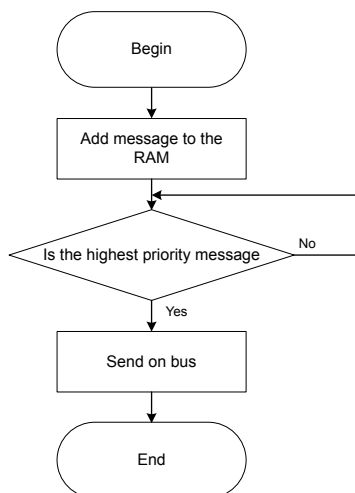 Begin
Add message to the
RAM
Is the highest priority message
No
Yes
Send on bus
End